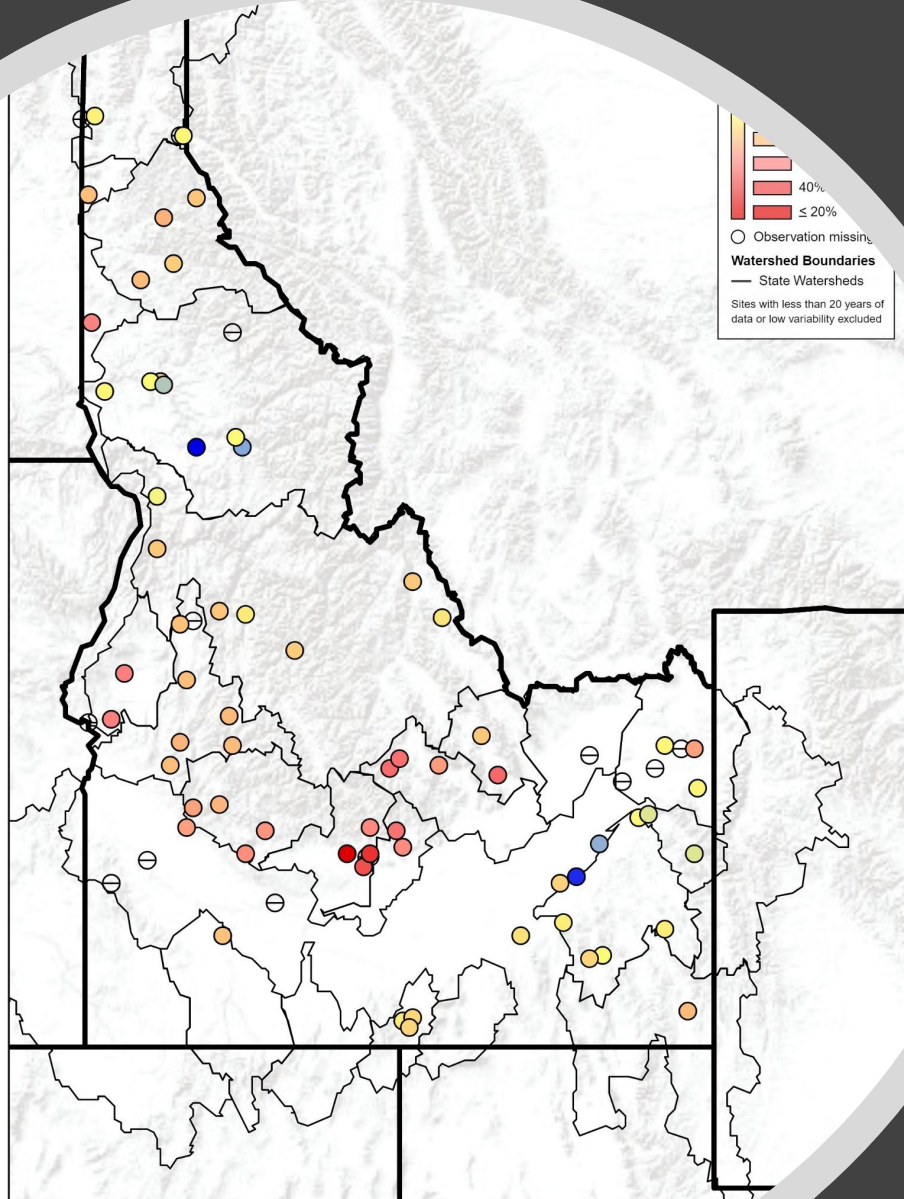 40%
≤ 20%
Observation missing
Watershed Boundaries
State Watersheds
Sites with less than 20 years of
data or low variability excluded